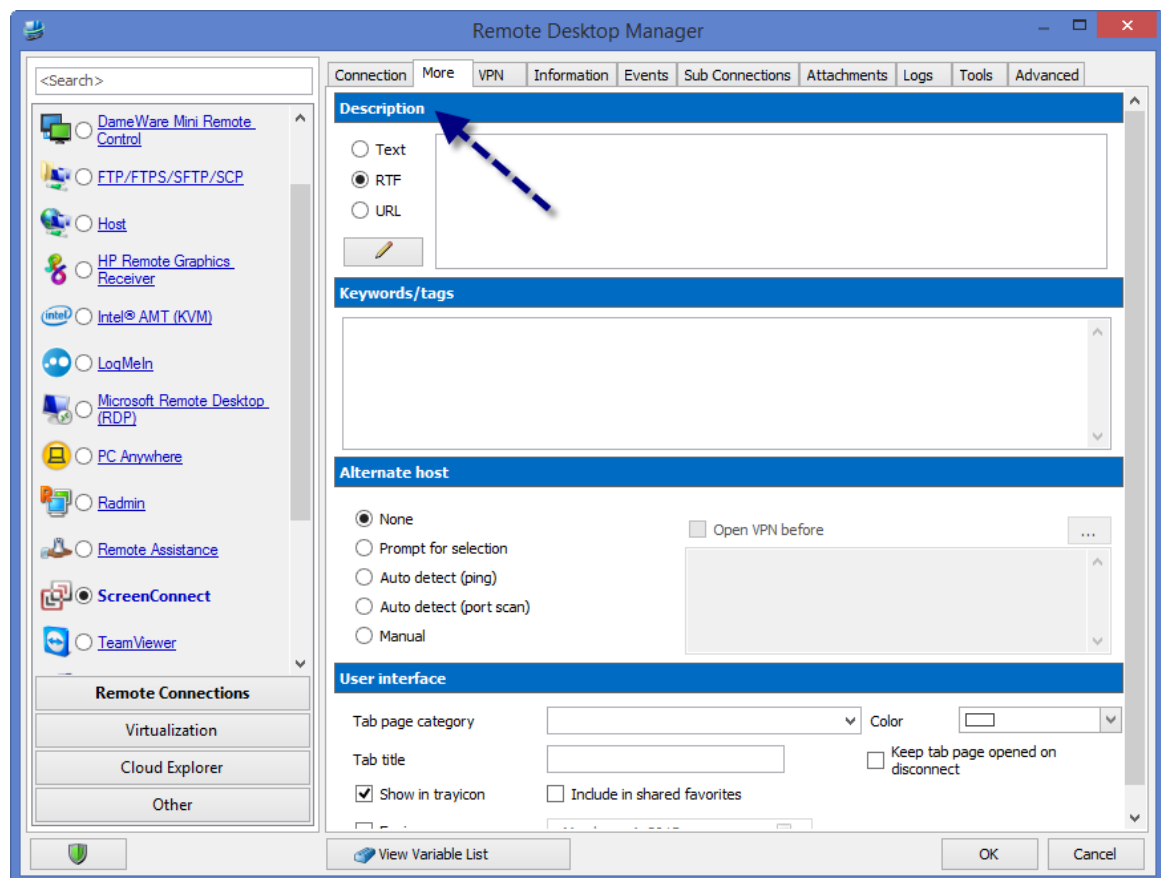 Remote Desktop Manager
<Search>
DameWare Mini Remote
Control
FTP/FTPS/SFTP/SCP
Host
HP Remote Graphics
Receiver
intel
Intel® AMT (KVM)
LogMeIn
Microsoft Remote Desktop
(RDP)
PC Anywhere
Radmin
Remote Assistance
ScreenConnect
TeamViewer
Remote Connections
Virtualization
Cloud Explorer
Other
Connection More VPN Information Events Sub Connections Attachments Logs Tools Advanced
Description
Text
RTF
URL
Keywords/tags
Alternate host
None
Prompt for selection
Auto detect (ping)
Auto detect (port scan)
Manual
Open VPN before
...
User interface
Tab page category
Color
Tab title
Keep tab page opened on
disconnect
Show in trayicon
Include in shared favorites
View Variable List
OK
Cancel